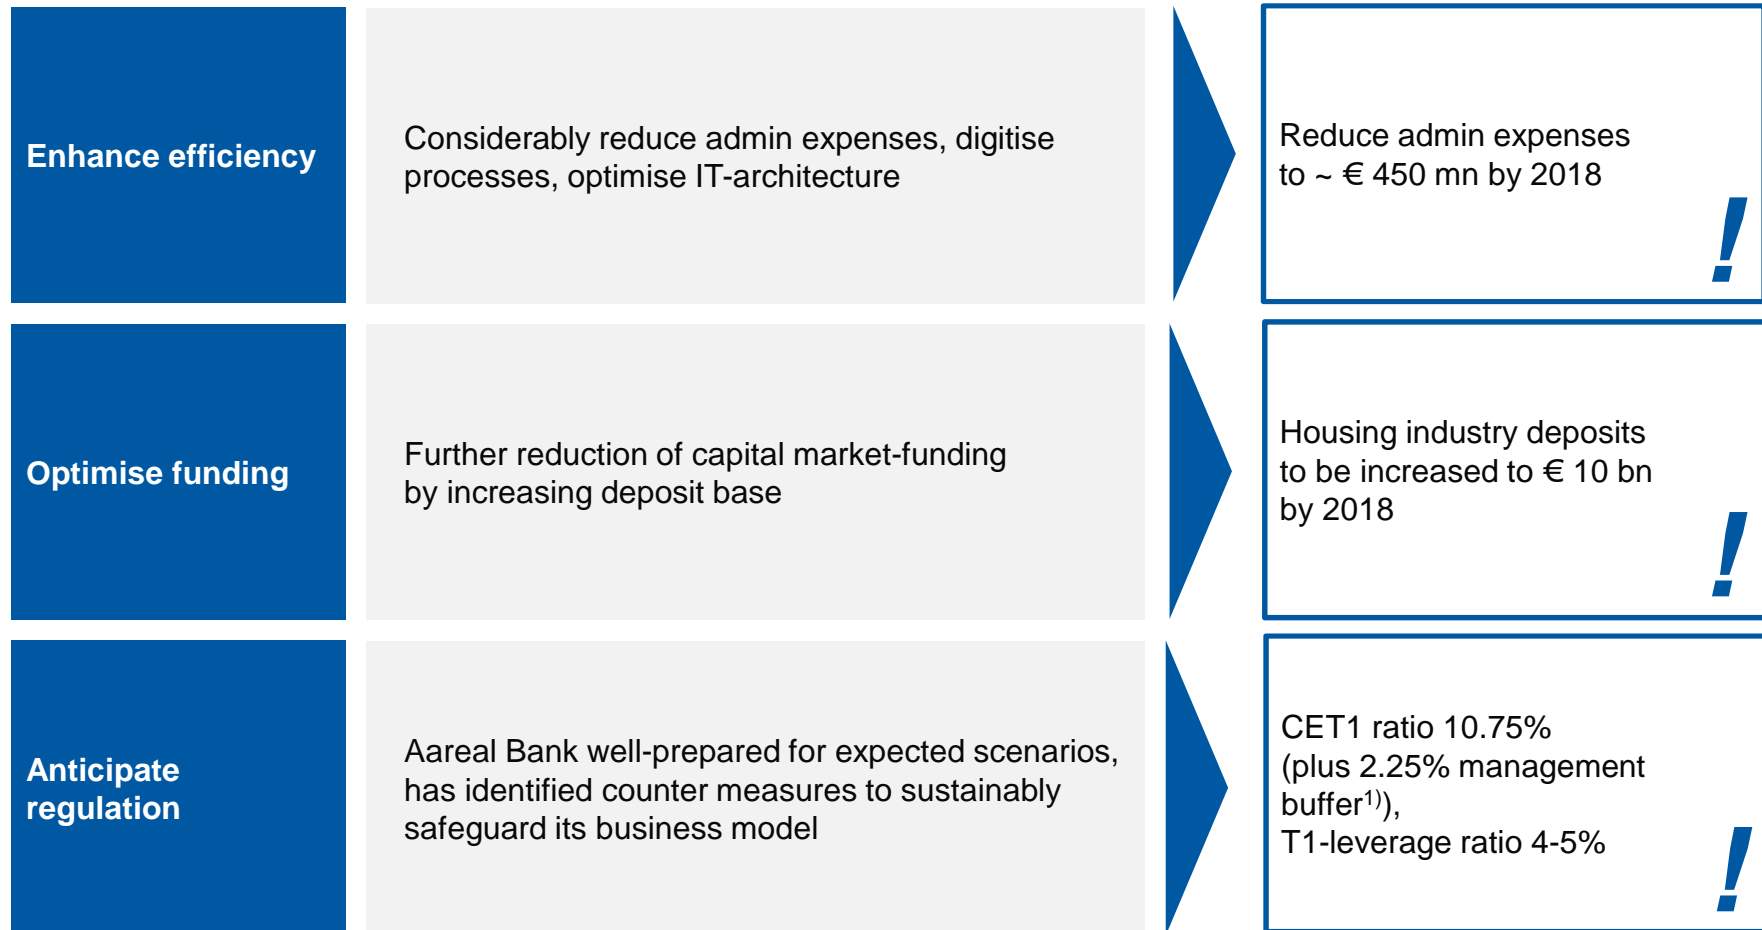 Enhance efficiency
Considerably reduce admin expenses, digitise
processes, optimise IT-architecture
Reduce admin expenses
to ~ € 450 mn by 2018
!
Optimise funding
Further reduction of capital market-funding
by increasing deposit base
Housing industry deposits
to be increased to € 10 bn
by 2018
!
Anticipate
regulation
Aareal Bank well-prepared for expected scenarios,
has identified counter measures to sustainably
safeguard its business model
CET1 ratio 10.75%
(plus 2.25% management
buffer¹⁾),
T1-leverage ratio 4-5%
!